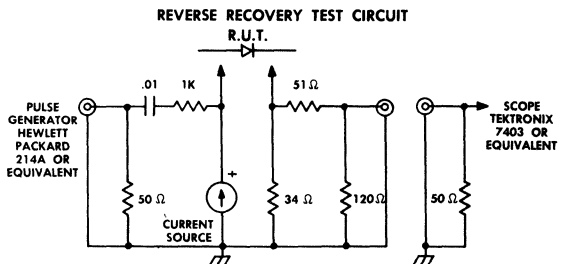 REVERSE RECOVERY TEST CIRCUIT
R.U.T.
.01
1K
51 Ω
PULSE
GENERATOR
HEWLETT
PACKARD
214A OR
EQUIVALENT
SCOPE
TEKTRONIX
7403 OR
EQUIVALENT
50 Ω
+
CURRENT
SOURCE
34 Ω
120Ω
50 Ω